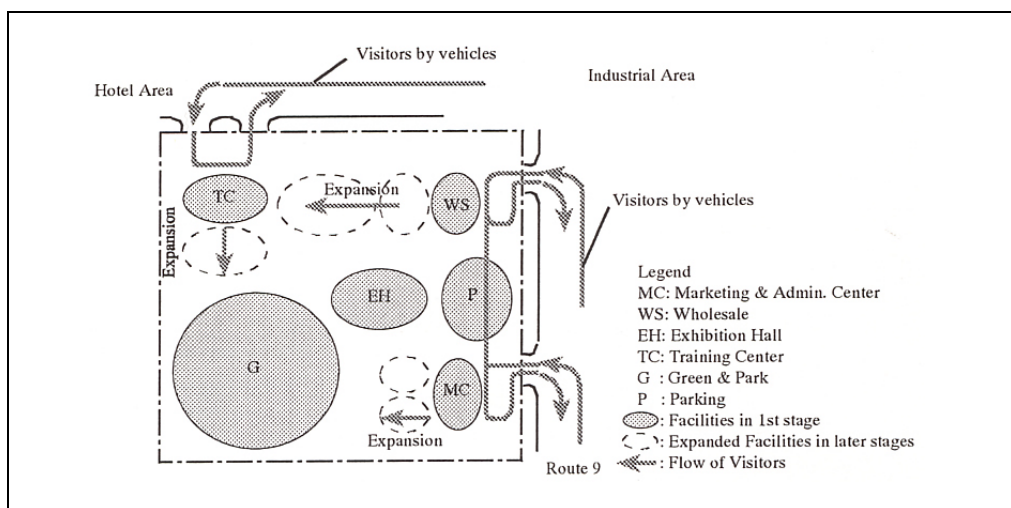 Visitors by vehicles
Industrial Area
Hotel Area
TC
Expansion
WS
Expansion
Visitors by vehicles
EH
P
G
MC
Expansion
Route 9
Legend
MC: Marketing & Admin. Center
WS: Wholesale
EH: Exhibition Hall
TC: Training Center
G : Green & Park
P : Parking
: Facilities in 1st stage
: Expanded Facilities in later stages
: Flow of Visitors